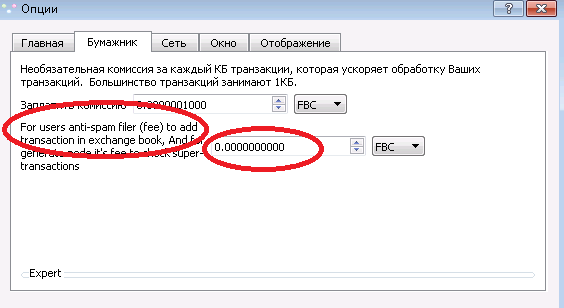 Опции
Главная Бумажник Сеть Окно Отображение
Необязательная комиссия за каждый КБ транзакции, которая ускоряет обработку Ваших
транзакций. Большинство транзакций занимают 1КБ.
Заплатить комиссию 0.0000001000 FBC
For users anti-spam filer (fee) to add
transaction in exchange book, And for
generate node it's fee to check super-
transactions
0.0000000000 FBC
Expert